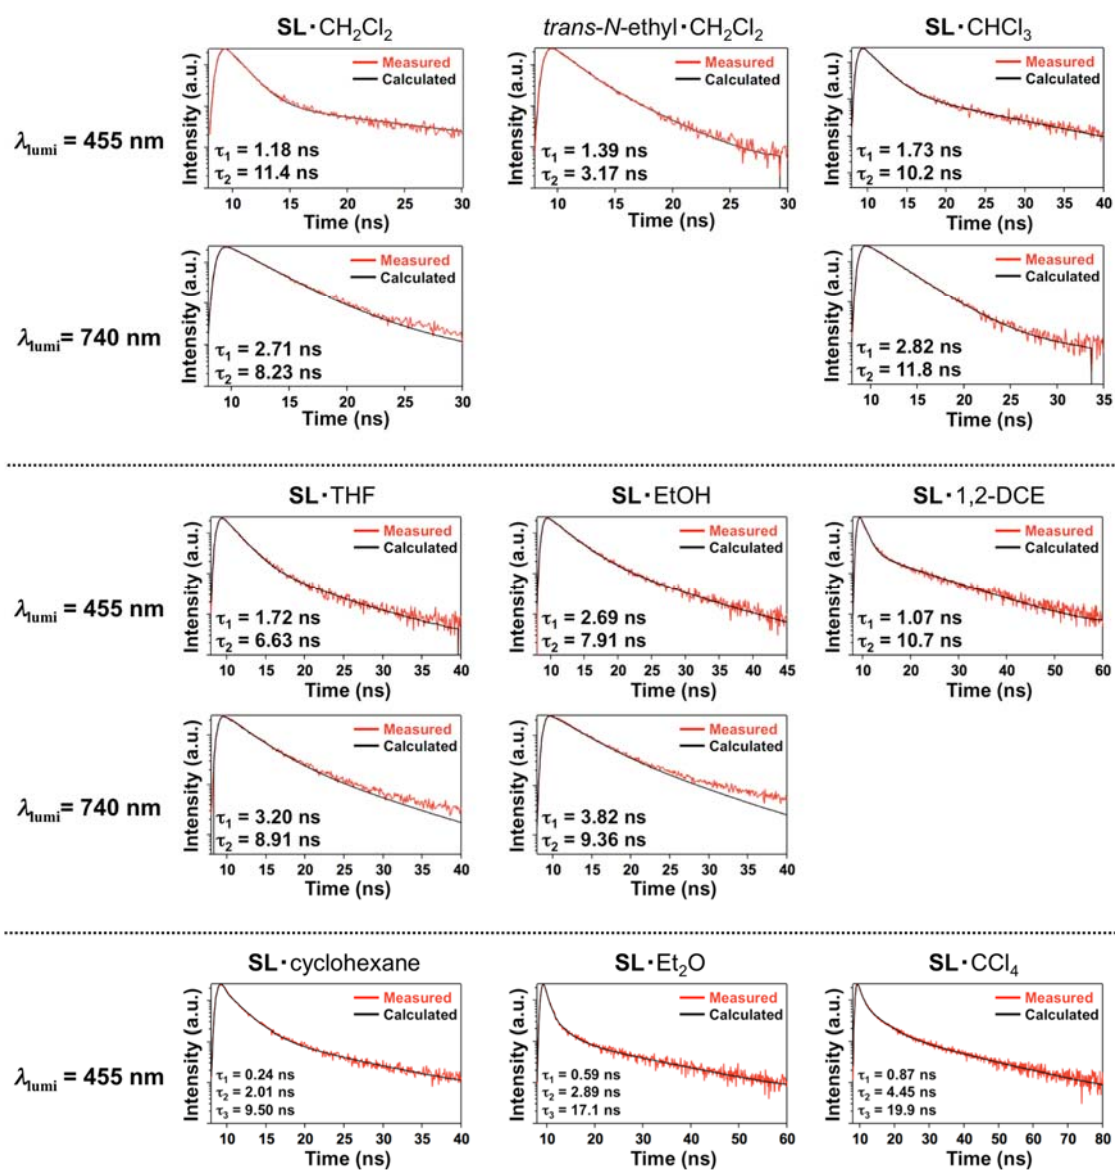 SL·CH₂Cl₂
trans-N-ethyl·CH₂Cl₂
SL·CHCl₃
λlumi = 455 nm
Intensity (a.u.)
Measured
Calculated
τ₁ = 1.18 ns
τ₂ = 11.4 ns
10 15 20 25 30
Time (ns)
Intensity (a.u.)
Measured
Calculated
τ₁ = 1.39 ns
τ₂ = 3.17 ns
10 15 20 25 30
Time (ns)
Intensity (a.u.)
Measured
Calculated
τ₁ = 1.73 ns
τ₂ = 10.2 ns
10 15 20 25 30 35 40
Time (ns)
λlumi = 740 nm
Intensity (a.u.)
Measured
Calculated
τ₁ = 2.71 ns
τ₂ = 8.23 ns
10 15 20 25 30
Time (ns)
Intensity (a.u.)
Measured
Calculated
τ₁ = 2.82 ns
τ₂ = 11.8 ns
10 15 20 25 30 35
Time (ns)
SL·THF
SL·EtOH
SL·1,2-DCE
λlumi = 455 nm
Intensity (a.u.)
Measured
Calculated
τ₁ = 1.72 ns
τ₂ = 6.63 ns
10 15 20 25 30 35 40
Time (ns)
Intensity (a.u.)
Measured
Calculated
τ₁ = 2.69 ns
τ₂ = 7.91 ns
10 15 20 25 30 35 40 45
Time (ns)
Intensity (a.u.)
Measured
Calculated
τ₁ = 1.07 ns
τ₂ = 10.7 ns
10 20 30 40 50 60
Time (ns)
λlumi = 740 nm
Intensity (a.u.)
Measured
Calculated
τ₁ = 3.20 ns
τ₂ = 8.91 ns
10 15 20 25 30 35 40
Time (ns)
Intensity (a.u.)
Measured
Calculated
τ₁ = 3.82 ns
τ₂ = 9.36 ns
10 15 20 25 30 35 40
Time (ns)
SL·cyclohexane
SL·Et₂O
SL·CCl₄
λlumi = 455 nm
Intensity (a.u.)
Measured
Calculated
τ₁ = 0.24 ns
τ₂ = 2.01 ns
τ₃ = 9.50 ns
10 15 20 25 30 35 40
Time (ns)
Intensity (a.u.)
Measured
Calculated
τ₁ = 0.59 ns
τ₂ = 2.89 ns
τ₃ = 17.1 ns
10 20 30 40 50 60
Time (ns)
Intensity (a.u.)
Measured
Calculated
τ₁ = 0.87 ns
τ₂ = 4.45 ns
τ₃ = 19.9 ns
10 20 30 40 50 60 70 80
Time (ns)